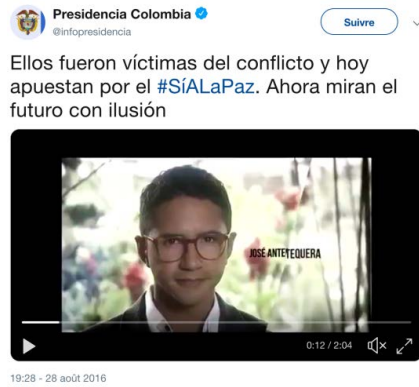 Presidencia Colombia
@infopresidencia
Suivre
Ellos fueron víctimas del conflicto y hoy
apuestan por el #SíALaPaz. Ahora miran el
futuro con ilusión
JOSÉ ANTETEQUERA
0:12 / 2:04
19:28 - 28 août 2016